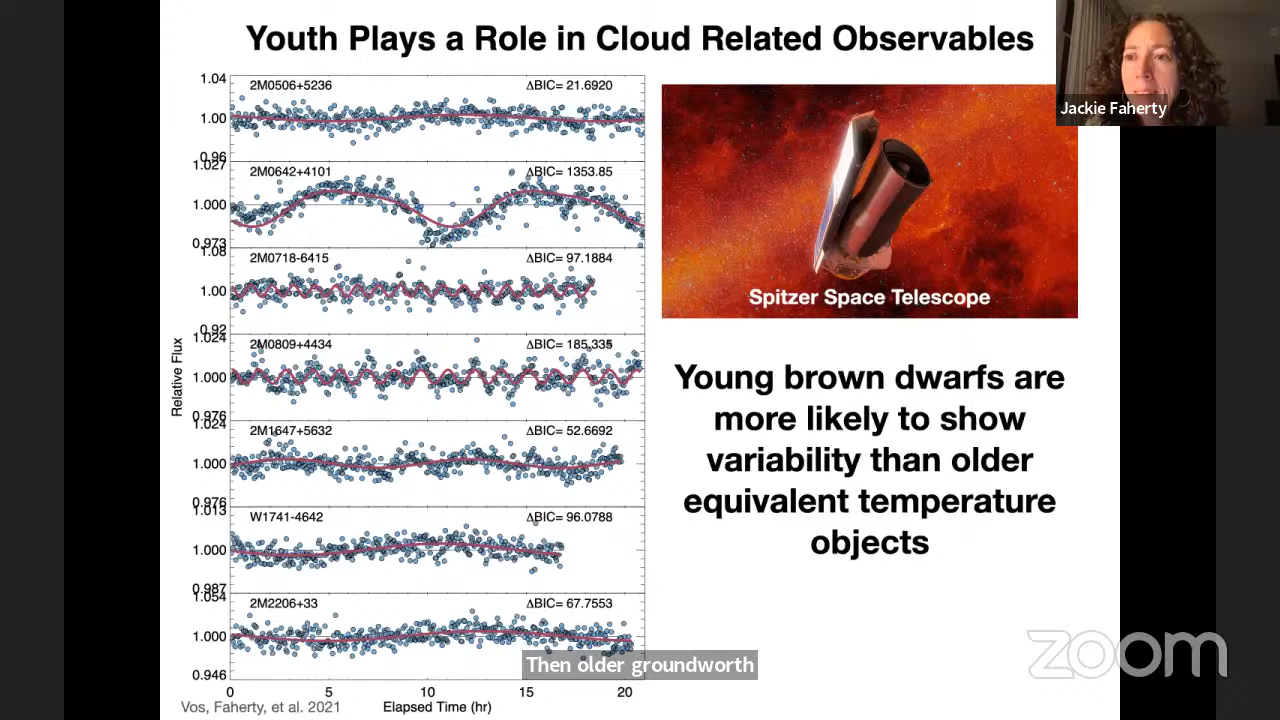 Youth Plays a Role in Cloud Related Observables
Jackie Faherty
1.04
2M0506+5236
ΔBIC= 21.6920
1.00
0.96
1.027
2M0642+4101
ΔBIC= 1353.85
1.000
0.973
1.08
2M0718-6415
ΔBIC= 97.1884
1.00
0.92
1.024
2M0809+4434
ΔBIC= 185.335
1.000
0.976
1.024
2M1647+5632
ΔBIC= 52.6692
1.000
0.976
1.013
W1741-4642
ΔBIC= 96.0788
1.000
0.987
1.054
2M2206+33
ΔBIC= 67.7553
1.000
0.946
Relative Flux
0 5 10 15 20
Elapsed Time (hr)
Vos, Faherty, et al. 2021
Spitzer Space Telescope
Young brown dwarfs are
more likely to show
variability than older
equivalent temperature
objects
Then older groundworth
zoom